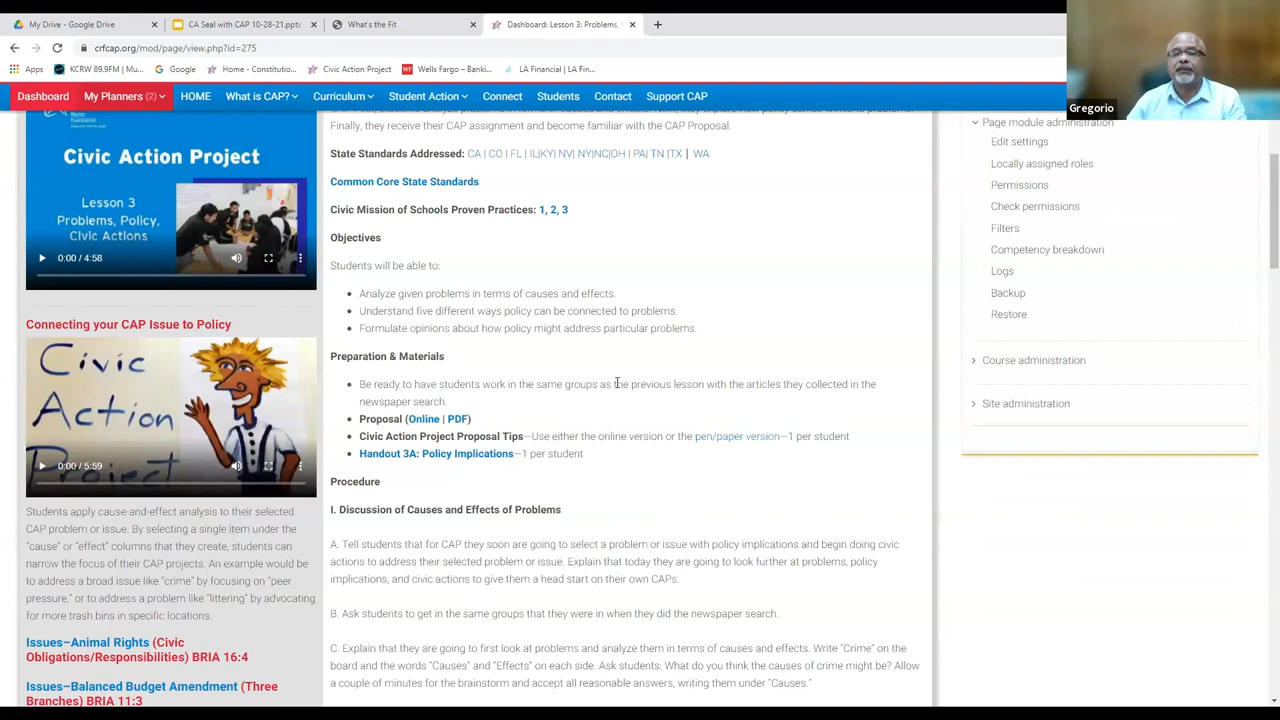 My Drive - Google Drive
CA Seal with CAP 10-28-21.pptx
What's the Fit
Dashboard: Lesson 3: Problems,
crfcap.org/mod/page/view.php?id=275
Apps
KCRW 89.9FM | Mu...
Google
Home - Constitutio...
Civic Action Project
Wells Fargo – Banki...
LA Financial | LA Fin...
Dashboard
My Planners (2)
HOME
What is CAP?
Curriculum
Student Action
Connect
Students
Contact
Support CAP
Gregorio
Civic Action Project
Lesson 3
Problems, Policy,
Civic Actions
0:00 / 4:58
Connecting your CAP Issue to Policy
Civic
Action
Project
0:00 / 5:59
Students apply cause-and-effect analysis to their selected
CAP problem or issue. By selecting a single item under the
"cause" or "effect" columns that they create, students can
narrow the focus of their CAP projects. An example would be
to address a broad issue like "crime" by focusing on "peer
pressure," or to address a problem like "littering" by advocating
for more trash bins in specific locations.
Issues–Animal Rights (Civic
Obligations/Responsibilities) BRIA 16:4
Issues–Balanced Budget Amendment (Three
Branches) BRIA 11:3
Finally, they receive their CAP assignment and become familiar with the CAP Proposal.
State Standards Addressed: CA | CO | FL | IL|KY| NV| NY|NC|OH | PA| TN |TX | WA
Common Core State Standards
Civic Mission of Schools Proven Practices: 1, 2, 3
Objectives
Students will be able to:
Analyze given problems in terms of causes and effects.
Understand five different ways policy can be connected to problems.
Formulate opinions about how policy might address particular problems.
Preparation & Materials
Be ready to have students work in the same groups as the previous lesson with the articles they collected in the
newspaper search.
Proposal (Online | PDF)
Civic Action Project Proposal Tips—Use either the online version or the pen/paper version—1 per student
Handout 3A: Policy Implications—1 per student
Procedure
I. Discussion of Causes and Effects of Problems
A. Tell students that for CAP they soon are going to select a problem or issue with policy implications and begin doing civic
actions to address their selected problem or issue. Explain that today they are going to look further at problems, policy
implications, and civic actions to give them a head start on their own CAPs.
B. Ask students to get in the same groups that they were in when they did the newspaper search.
C. Explain that they are going to first look at problems and analyze them in terms of causes and effects. Write "Crime" on the
board and the words "Causes" and "Effects" on each side. Ask students: What do you think the causes of crime might be? Allow
a couple of minutes for the brainstorm and accept all reasonable answers, writing them under "Causes."
Page module administration
Edit settings
Locally assigned roles
Permissions
Check permissions
Filters
Competency breakdown
Logs
Backup
Restore
Course administration
Site administration